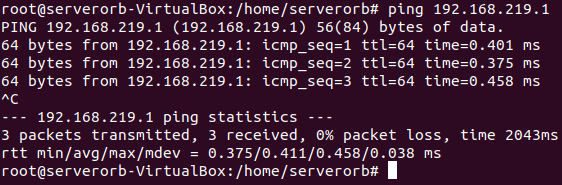 root@serverorb-VirtualBox:/home/serverorb# ping 192.168.219.1
PING 192.168.219.1 (192.168.219.1) 56(84) bytes of data.
64 bytes from 192.168.219.1: icmp_seq=1 ttl=64 time=0.401 ms
64 bytes from 192.168.219.1: icmp_seq=2 ttl=64 time=0.375 ms
64 bytes from 192.168.219.1: icmp_seq=3 ttl=64 time=0.458 ms
^C
--- 192.168.219.1 ping statistics ---
3 packets transmitted, 3 received, 0% packet loss, time 2043ms
rtt min/avg/max/mdev = 0.375/0.411/0.458/0.038 ms
root@serverorb-VirtualBox:/home/serverorb#